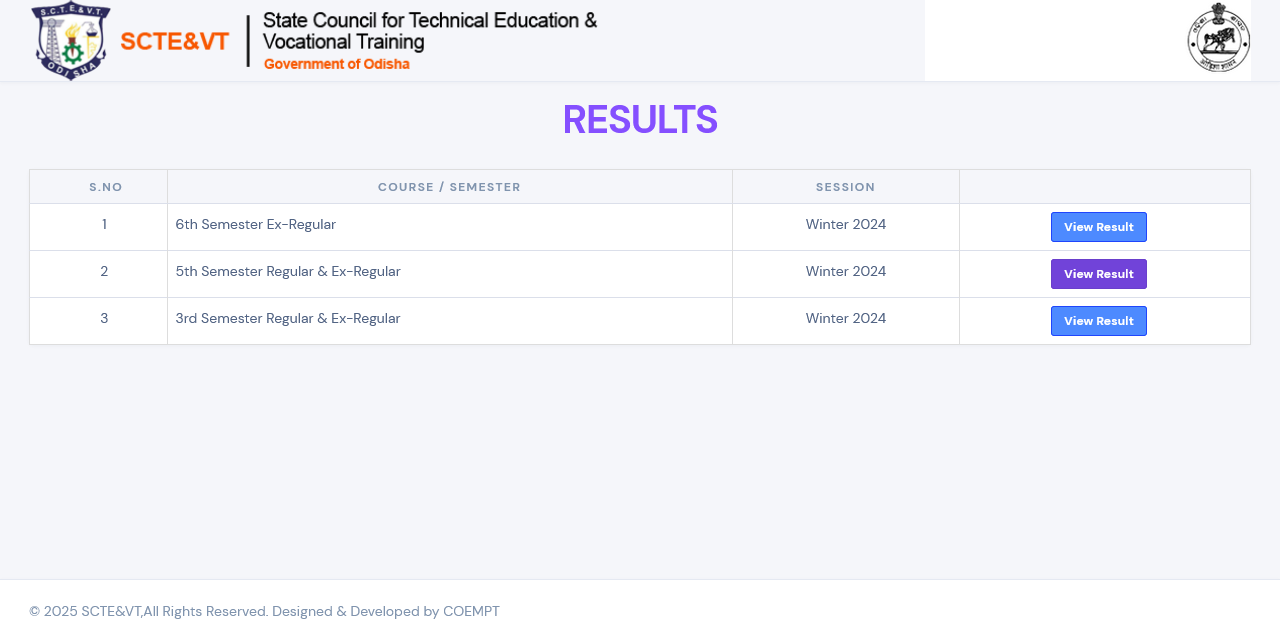 S.C.T.E.& V.T.
ODISHA
SCTE&VT
State Council for Technical Education &
Vocational Training
Government of Odisha
RESULTS
S.NO COURSE / SEMESTER SESSION
1 6th Semester Ex-Regular Winter 2024 View Result
2 5th Semester Regular & Ex-Regular Winter 2024 View Result
3 3rd Semester Regular & Ex-Regular Winter 2024 View Result
© 2025 SCTE&VT,All Rights Reserved. Designed & Developed by COEMPT